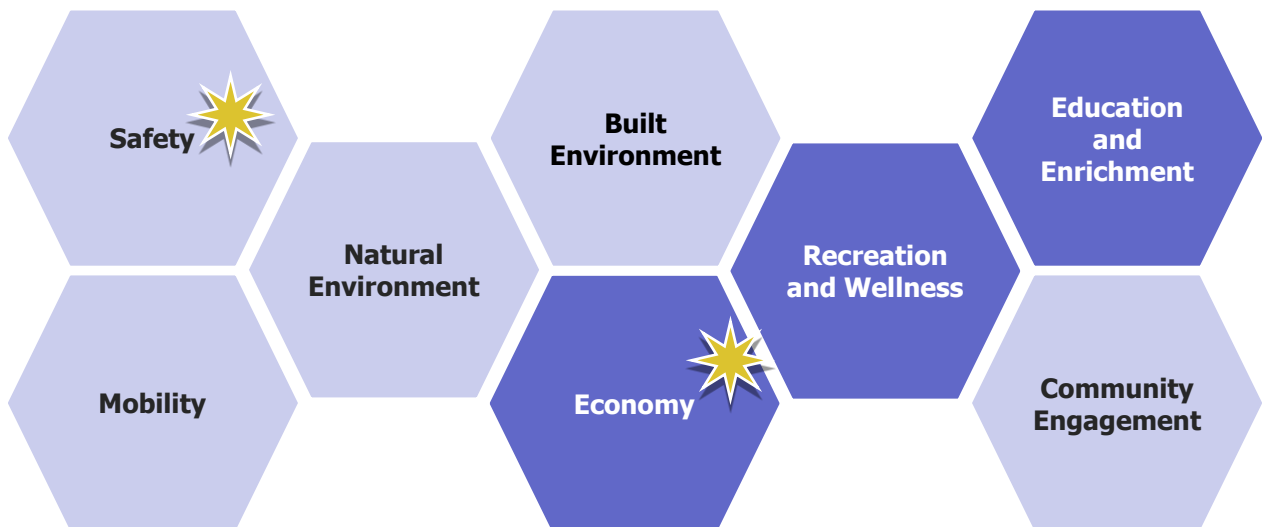 Safety
Built
Environment
Education
and
Enrichment
Natural
Environment
Recreation
and Wellness
Mobility
Economy
Community
Engagement